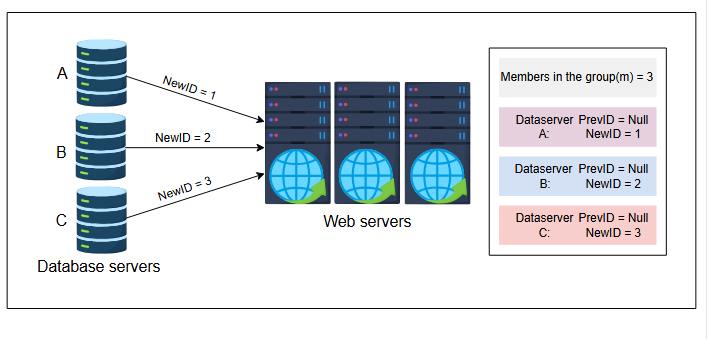 A
NewID = 1
B
NewID = 2
C
NewID = 3
Database servers
Web servers
Members in the group(m) = 3
Dataserver PrevID = Null
A: NewID = 1
Dataserver PrevID = Null
B: NewID = 2
Dataserver PrevID = Null
C: NewID = 3